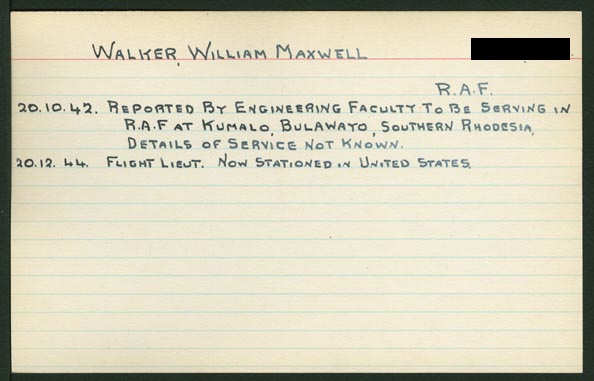 WALKER, WILLIAM MAXWELL
R.A.F.
20.10.42. REPORTED BY ENGINEERING FACULTY TO BE SERVING IN
R.A.F AT KUMALO, BULAWAYO, SOUTHERN RHODESIA,
DETAILS OF SERVICE NOT KNOWN.
20.12.44. FLIGHT LIEUT. NOW STATIONED IN UNITED STATES.